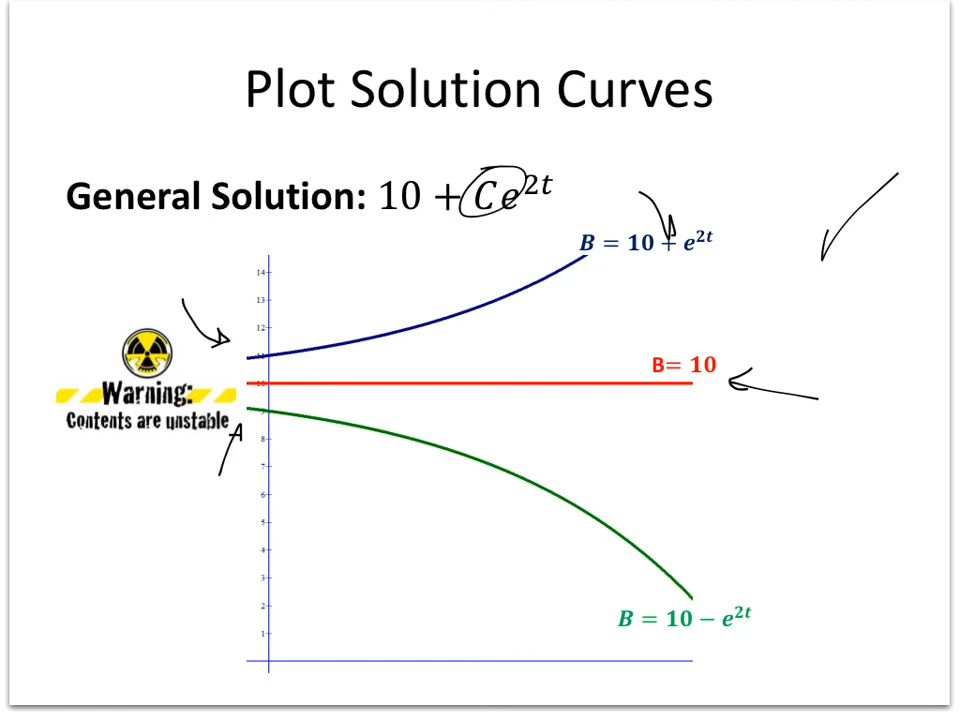 Plot Solution Curves
General Solution: 10 + Ce^{2t}
B = 10 + e^{2t}
14
13
12
11
B= 10
10
Warning:
Contents are unstable
9
8
7
6
5
4
3
2
B = 10 − e^{2t}
1